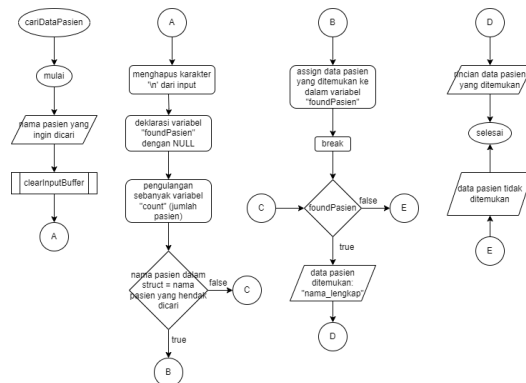 cariDataPasien
mulai
nama pasien yang
ingin dicari
clearInputBuffer
A
A
menghapus karakter
'\n' dari input
deklarasi variabel
"foundPasien"
dengan NULL
pengulangan
sebanyak variabel
"count" (jumlah
pasien)
nama pasien dalam
struct = nama
pasien yang hendak
dicari
false
C
true
B
B
assign data pasien
yang ditemukan ke
dalam variabel
"foundPasien"
break
C
foundPasien
false
E
true
data pasien
ditemukan:
"nama_lengkap"
D
D
rincian data pasien
yang ditemukan
selesai
data pasien tidak
ditemukan
E